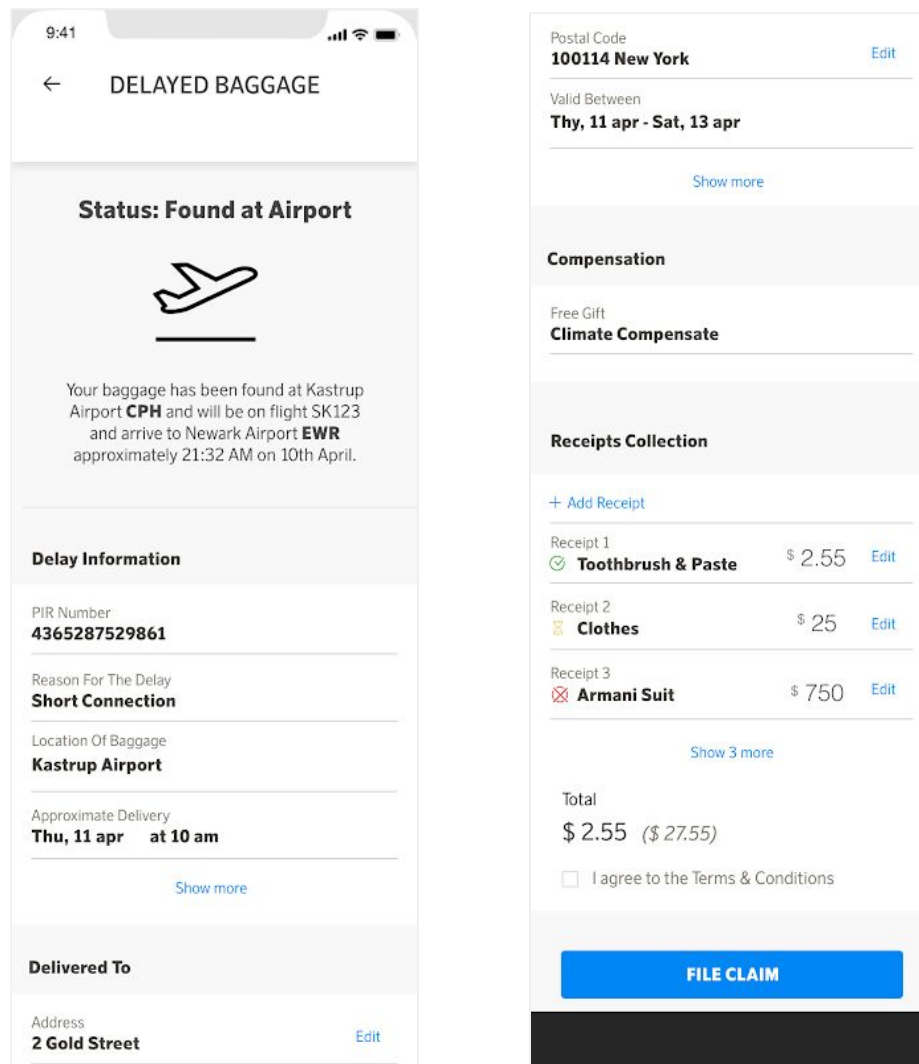 9:41
DELAYED BAGGAGE
Status: Found at Airport
Your baggage has been found at Kastrup
Airport CPH and will be on flight SK123
and arrive to Newark Airport EWR
approximately 21:32 AM on 10th April.
Delay Information
PIR Number
4365287529861
Reason For The Delay
Short Connection
Location Of Baggage
Kastrup Airport
Approximate Delivery
Thu, 11 apr at 10 am
Show more
Delivered To
Address
2 Gold Street
Edit
Postal Code
100114 New York
Edit
Valid Between
Thy, 11 apr - Sat, 13 apr
Show more
Compensation
Free Gift
Climate Compensate
Receipts Collection
+ Add Receipt
Receipt 1
Toothbrush & Paste $ 2.55 Edit
Receipt 2
Clothes $ 25 Edit
Receipt 3
Armani Suit $ 750 Edit
Show 3 more
Total
$ 2.55 ($ 27.55)
I agree to the Terms & Conditions
FILE CLAIM